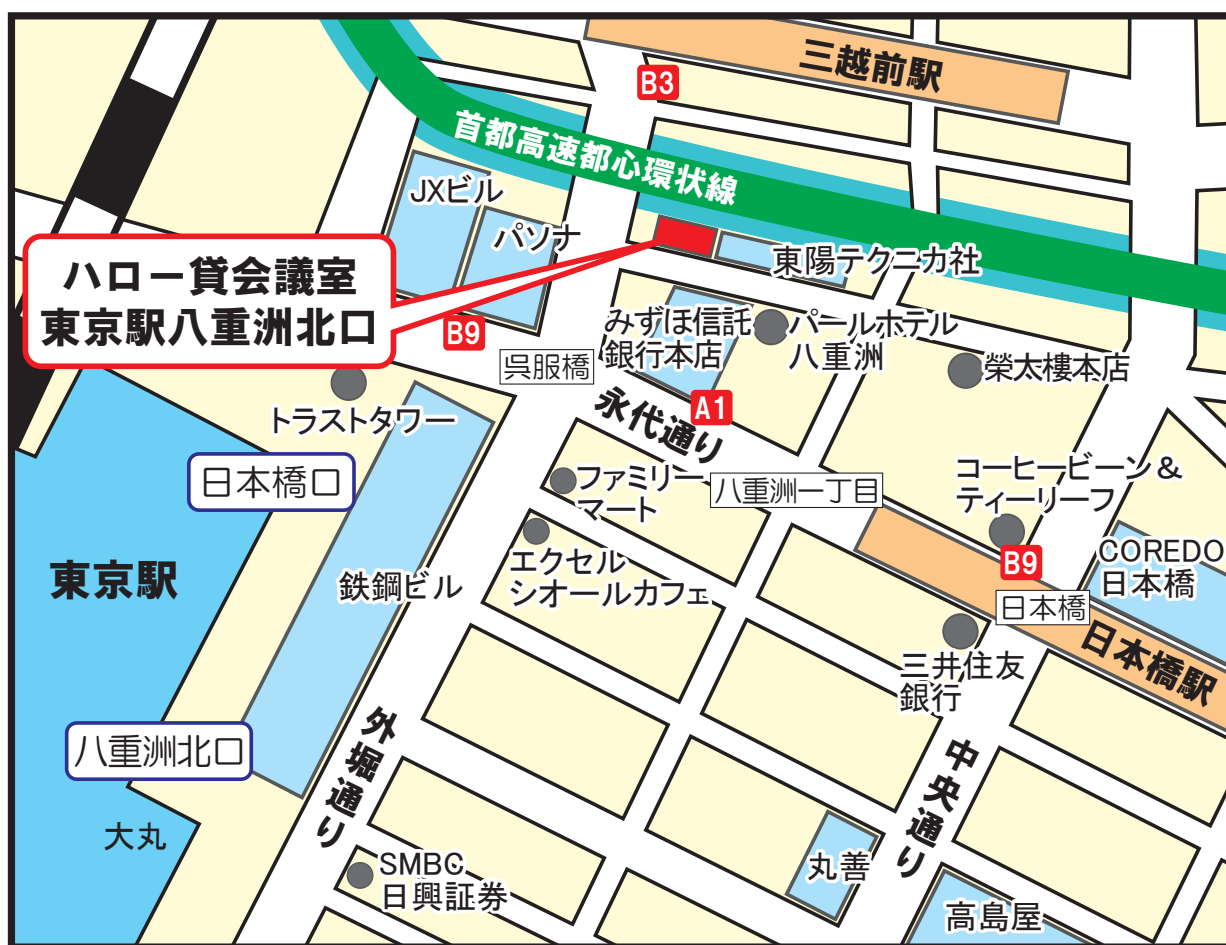 三越前駅
B3
首都高速都心環状線
JXビル
パソナ
東陽テクニカ社
ハロー貸会議室
東京駅八重洲北口
B9
みずほ信託
銀行本店
パールホテル
八重洲
呉服橋
榮太樓本店
トラストタワー
A1
永代通り
日本橋口
ファミリー
マート
八重洲一丁目
コーヒービーン&
ティーリーフ
エクセル
シオールカフェ
B9
COREDO
日本橋
東京駅
鉄鋼ビル
日本橋
日本橋駅
三井住友
銀行
八重洲北口
外堀通り
中央通り
大丸
SMBC
日興証券
丸善
高島屋